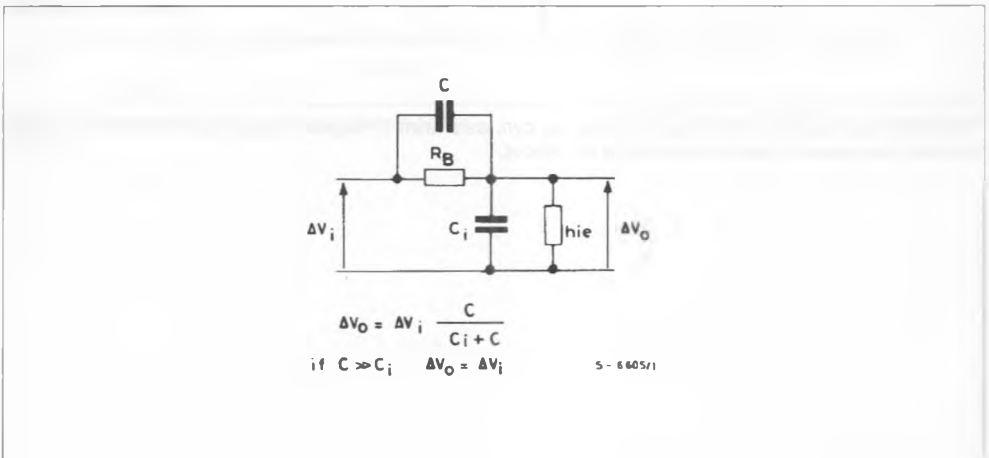 C
R_B
ΔV_i
C_i
hie
ΔV_o
ΔV_o = ΔV_i C / (C_i + C)
if C ≫ C_i ΔV_o = ΔV_i
S - 6605/1